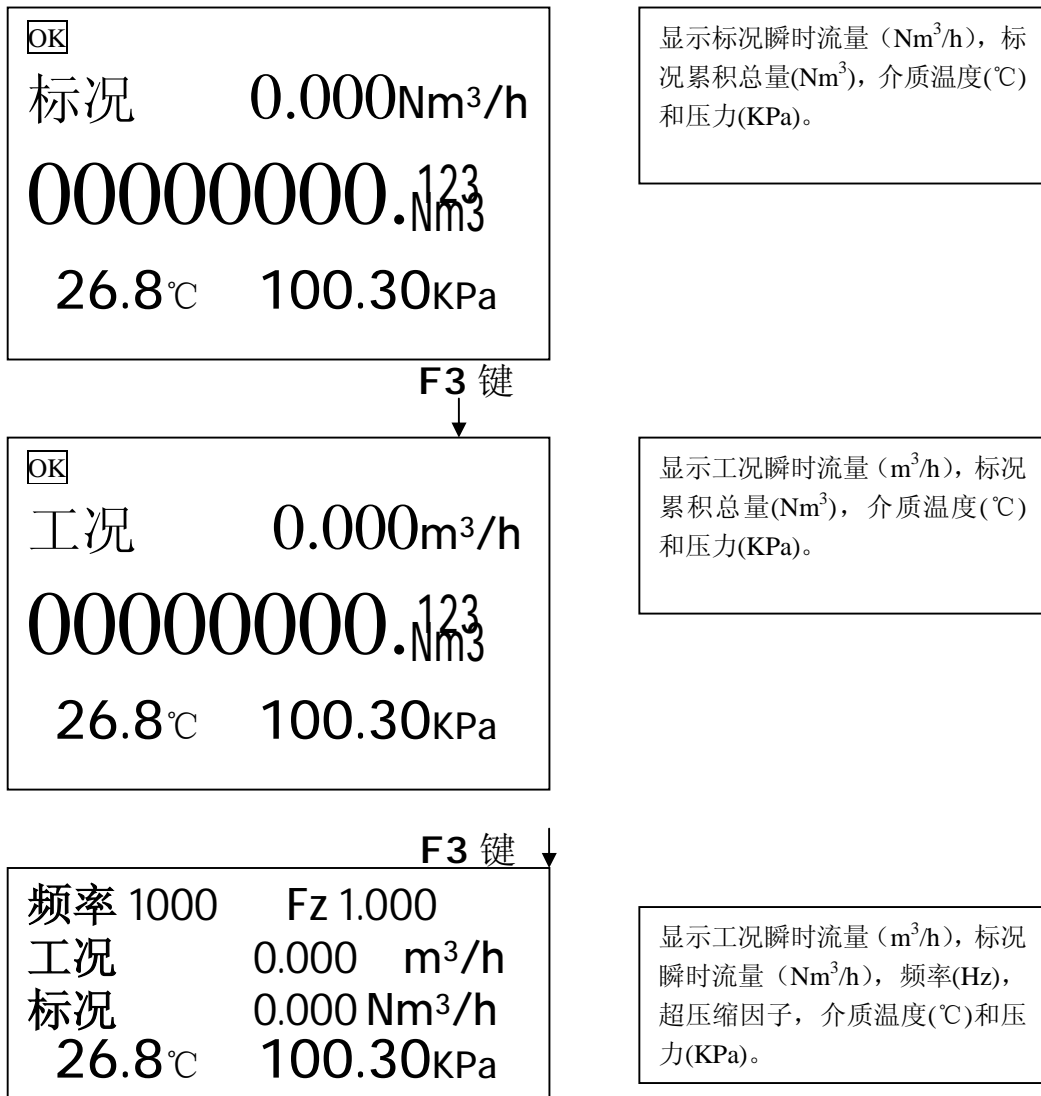 OK
标况 0.000Nm³/h
00000000.123 Nm3
26.8℃ 100.30KPa
显示标况瞬时流量（Nm³/h），标
况累积总量(Nm³)，介质温度(℃)
和压力(KPa)。
F3 键
OK
工况 0.000m³/h
00000000.123 Nm3
26.8℃ 100.30KPa
显示工况瞬时流量（m³/h），标况
累积总量(Nm³)，介质温度(℃)
和压力(KPa)。
F3 键
频率 1000 Fz 1.000
工况 0.000 m³/h
标况 0.000 Nm³/h
26.8℃ 100.30KPa
显示工况瞬时流量（m³/h），标况
瞬时流量（Nm³/h），频率(Hz)，
超压缩因子，介质温度(℃)和压
力(KPa)。